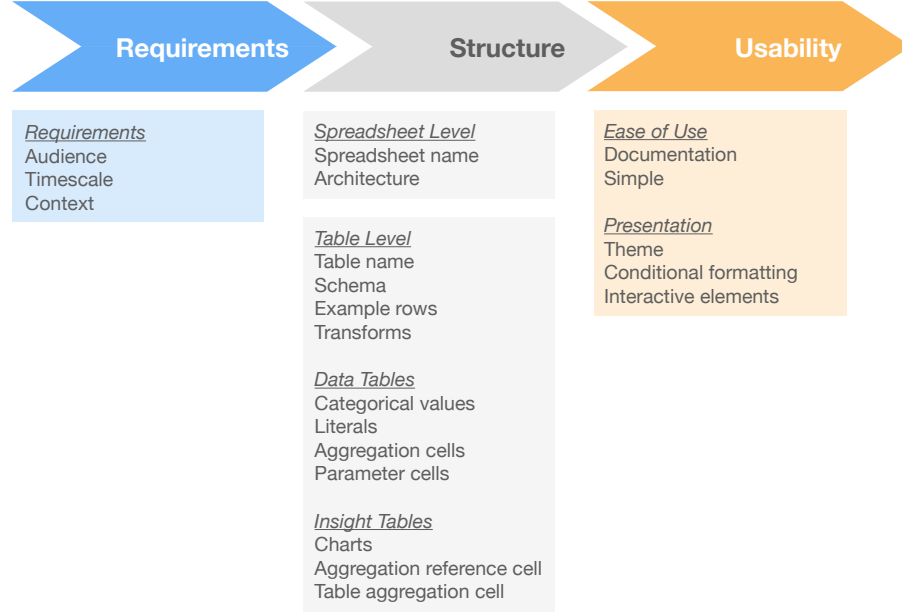 Requirements
Structure
Usability
Requirements
Audience
Timescale
Context
Spreadsheet Level
Spreadsheet name
Architecture
Table Level
Table name
Schema
Example rows
Transforms
Data Tables
Categorical values
Literals
Aggregation cells
Parameter cells
Insight Tables
Charts
Aggregation reference cell
Table aggregation cell
Ease of Use
Documentation
Simple
Presentation
Theme
Conditional formatting
Interactive elements